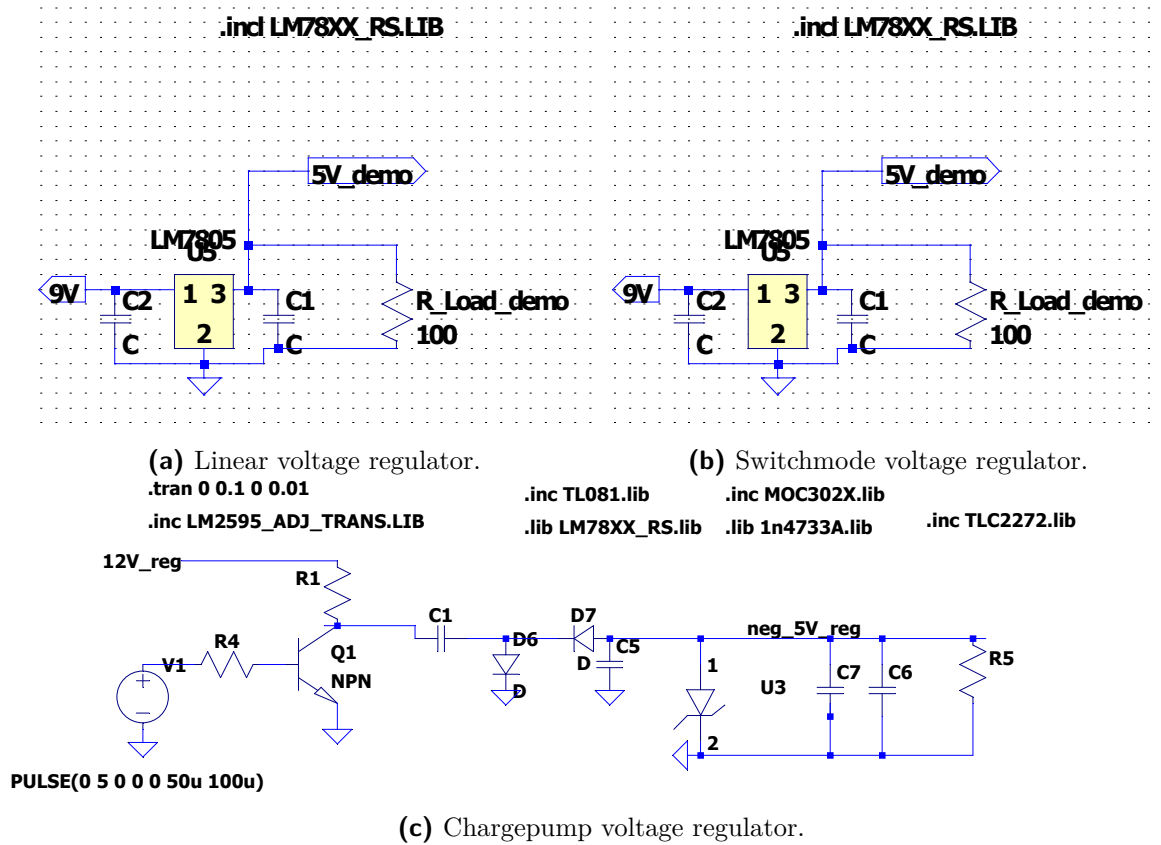 .incl LM78XX_RS.LIB
5V_demo
LM7805
U5
9V
C2
1 3
C1
R_Load_demo
C
2
C
100
(a) Linear voltage regulator.
.incl LM78XX_RS.LIB
5V_demo
LM7805
U5
9V
C2
1 3
C1
R_Load_demo
C
2
C
100
(b) Switchmode voltage regulator.
.tran 0 0.1 0 0.01
.inc TL081.lib
.inc MOC302X.lib
.inc LM2595_ADJ_TRANS.LIB
.lib LM78XX_RS.lib
.lib 1n4733A.lib
.inc TLC2272.lib
12V_reg
R1
C1
D7
D6
neg_5V_reg
R4
Q1
C5
V1
D
1
R5
NPN
D
U3
C7
C6
2
PULSE(0 5 0 0 0 50u 100u)
(c) Chargepump voltage regulator.